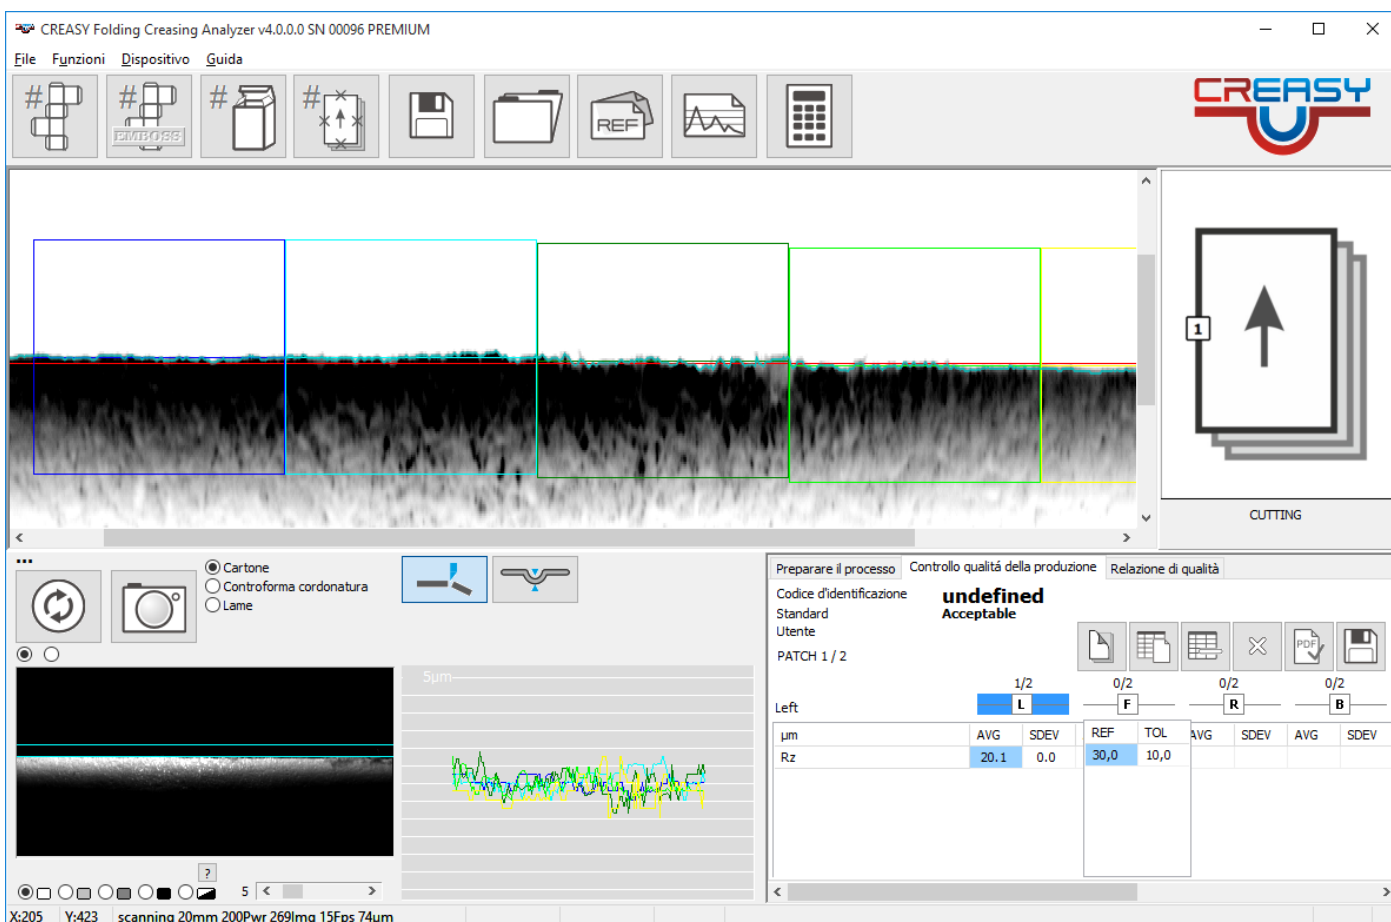 CREASY Folding Creasing Analyzer v4.0.0.0 SN 00096 PREMIUM
File Funzioni Dispositivo Guida
# # EMBOSS # # REF
CREASY
1
CUTTING
Cartone
Controforma cordonatura
Lame
5µm
?
5
Preparare il processo Controllo qualitá della produzione Relazione di qualità
Codice d'identificazione undefined
Standard Acceptable
Utente
PATCH 1 / 2
PDF
1/2 0/2 0/2 0/2
Left L F R B
µm AVG SDEV REF TOL AVG SDEV AVG SDEV
Rz 20.1 0.0 30,0 10,0
X:205 Y:423 scanning 20mm 200Pwr 269Img 15Fps 74um